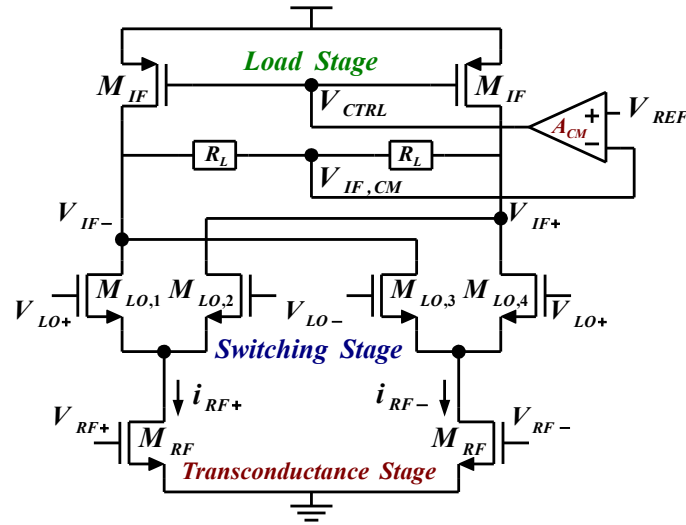 Load Stage
M IF
M IF
V CTRL
A CM
+
−
V REF
R L
R L
V IF,CM
V IF−
V IF+
M LO,1
M LO,2
M LO,3
M LO,4
V LO+
V LO−
V LO+
Switching Stage
i RF+
i RF−
V RF+
V RF−
M RF
M RF
Transconductance Stage